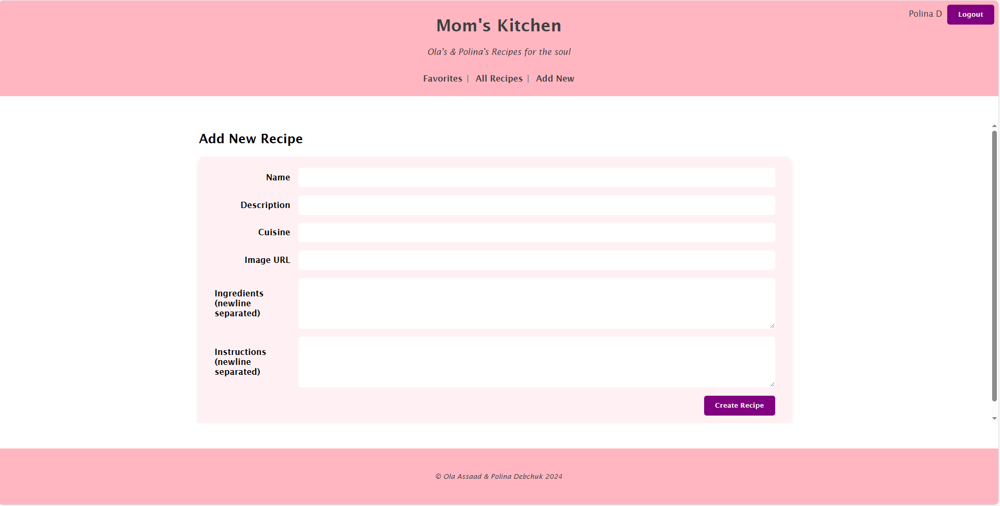 Polina D Logout
Mom's Kitchen
Ola's & Polina's Recipes for the soul
Favorites | All Recipes | Add New
Add New Recipe
Name
Description
Cuisine
Image URL
Ingredients
(newline
separated)
Instructions
(newline
separated)
Create Recipe
© Ola Assaad & Polina Debchuk 2024